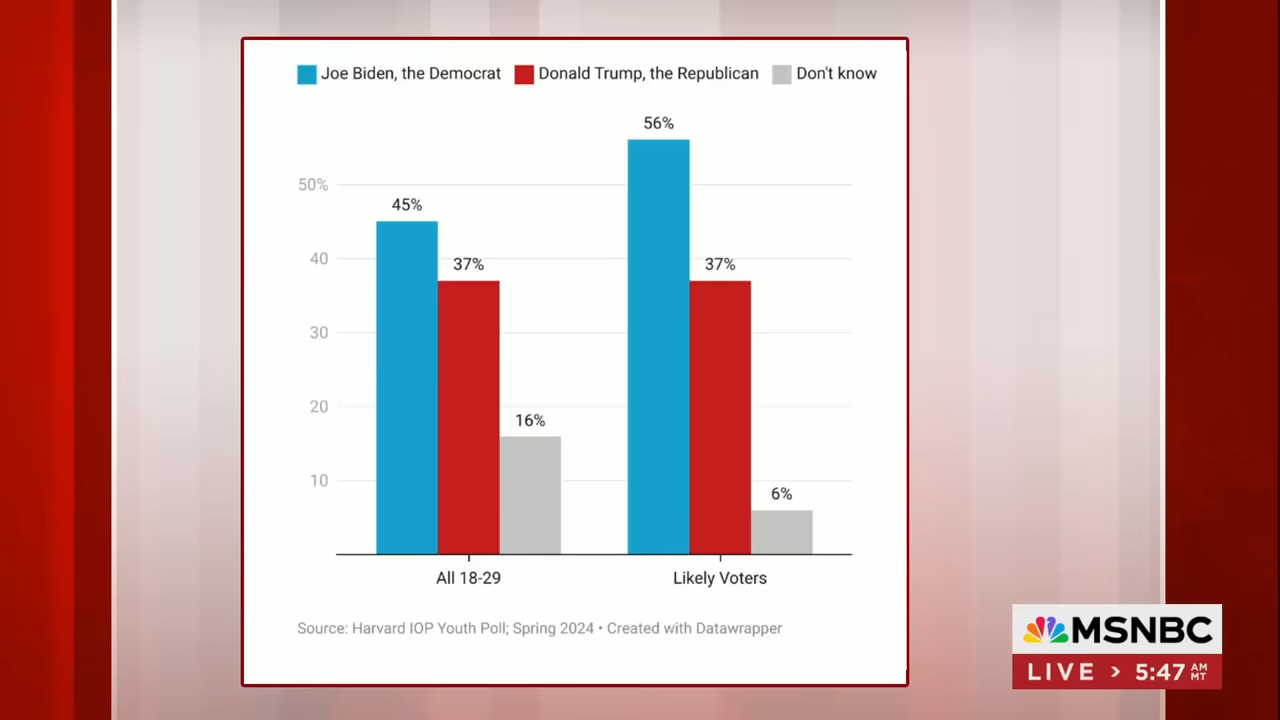 Joe Biden, the Democrat Donald Trump, the Republican Don't know
56%
50%
45%
40
37% 37%
30
20
16%
10
6%
All 18-29 Likely Voters
Source: Harvard IOP Youth Poll; Spring 2024 • Created with Datawrapper
MSNBC
LIVE > 5:47 AM MT